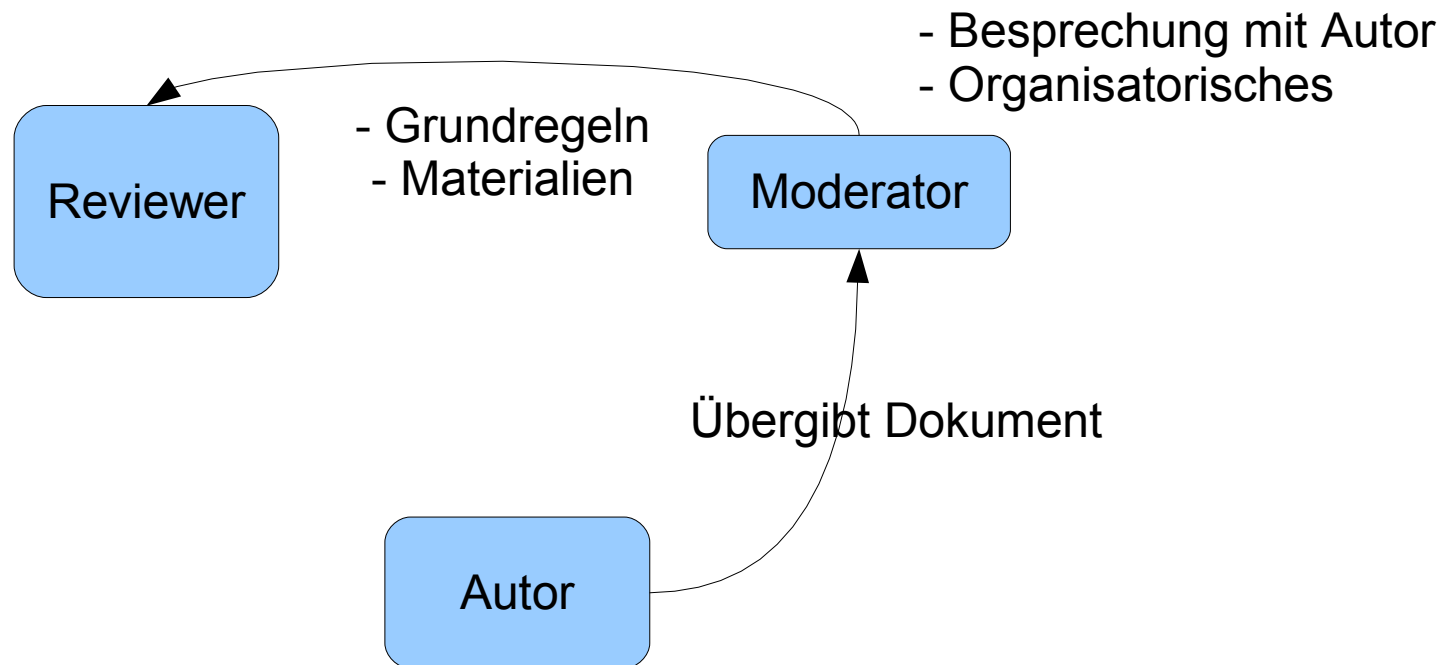 - Besprechung mit Autor
- Organisatorisches
- Grundregeln
- Materialien
Reviewer
Moderator
Übergibt Dokument
Autor